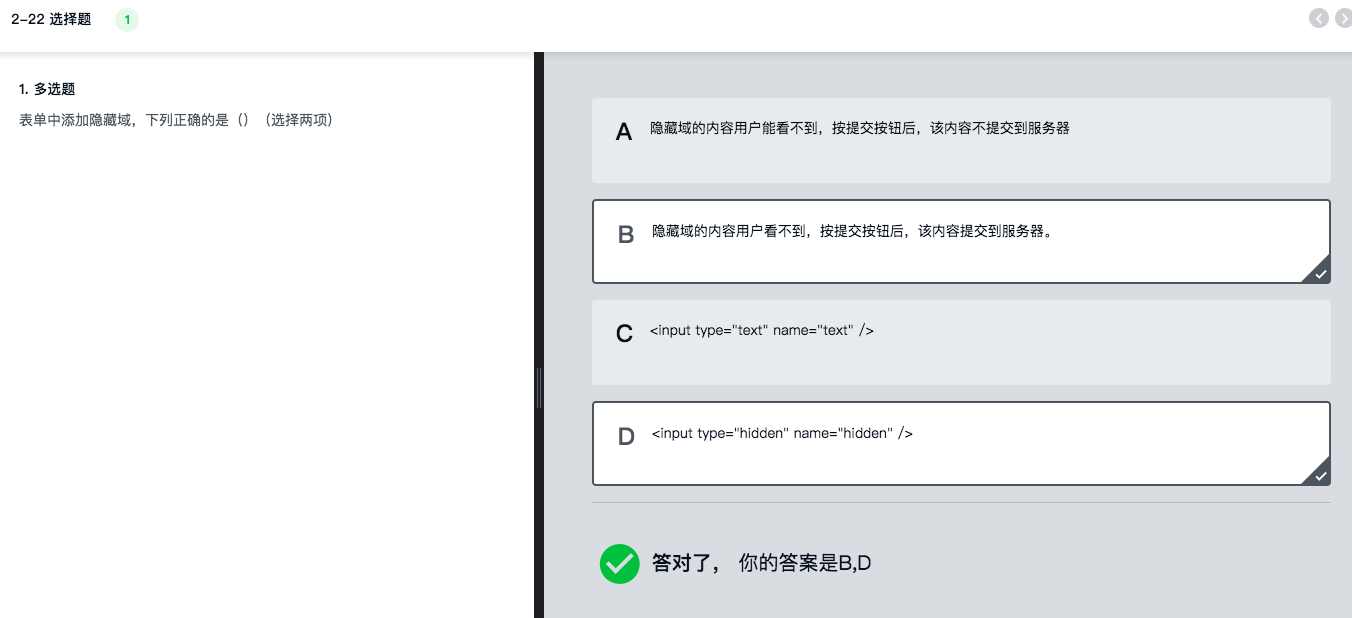 2-22 选择题 1
1. 多选题
表单中添加隐藏域，下列正确的是（）（选择两项）
A 隐藏域的内容用户能看不到，按提交按钮后，该内容不提交到服务器
B 隐藏域的内容用户看不到，按提交按钮后，该内容提交到服务器。
C <input type="text" name="text" />
D <input type="hidden" name="hidden" />
答对了， 你的答案是B,D